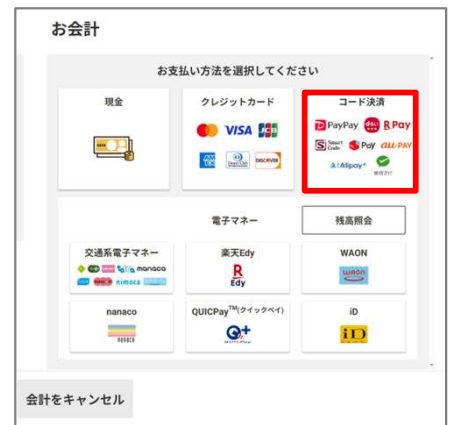 お会計
お支払い方法を選択してください
現金
クレジットカード
コード決済
VISA JCB
DISCOVER
PayPay d払い R Pay
Smart Code Pay au PAY
Alipay+
電子マネー
残高照会
交通系電子マネー
楽天Edy
WAON
manaca
nimoca
R
Edy
WAON
nanaco
QUICPay™(クイックペイ)
iD
nanaco
iD
会計をキャンセル